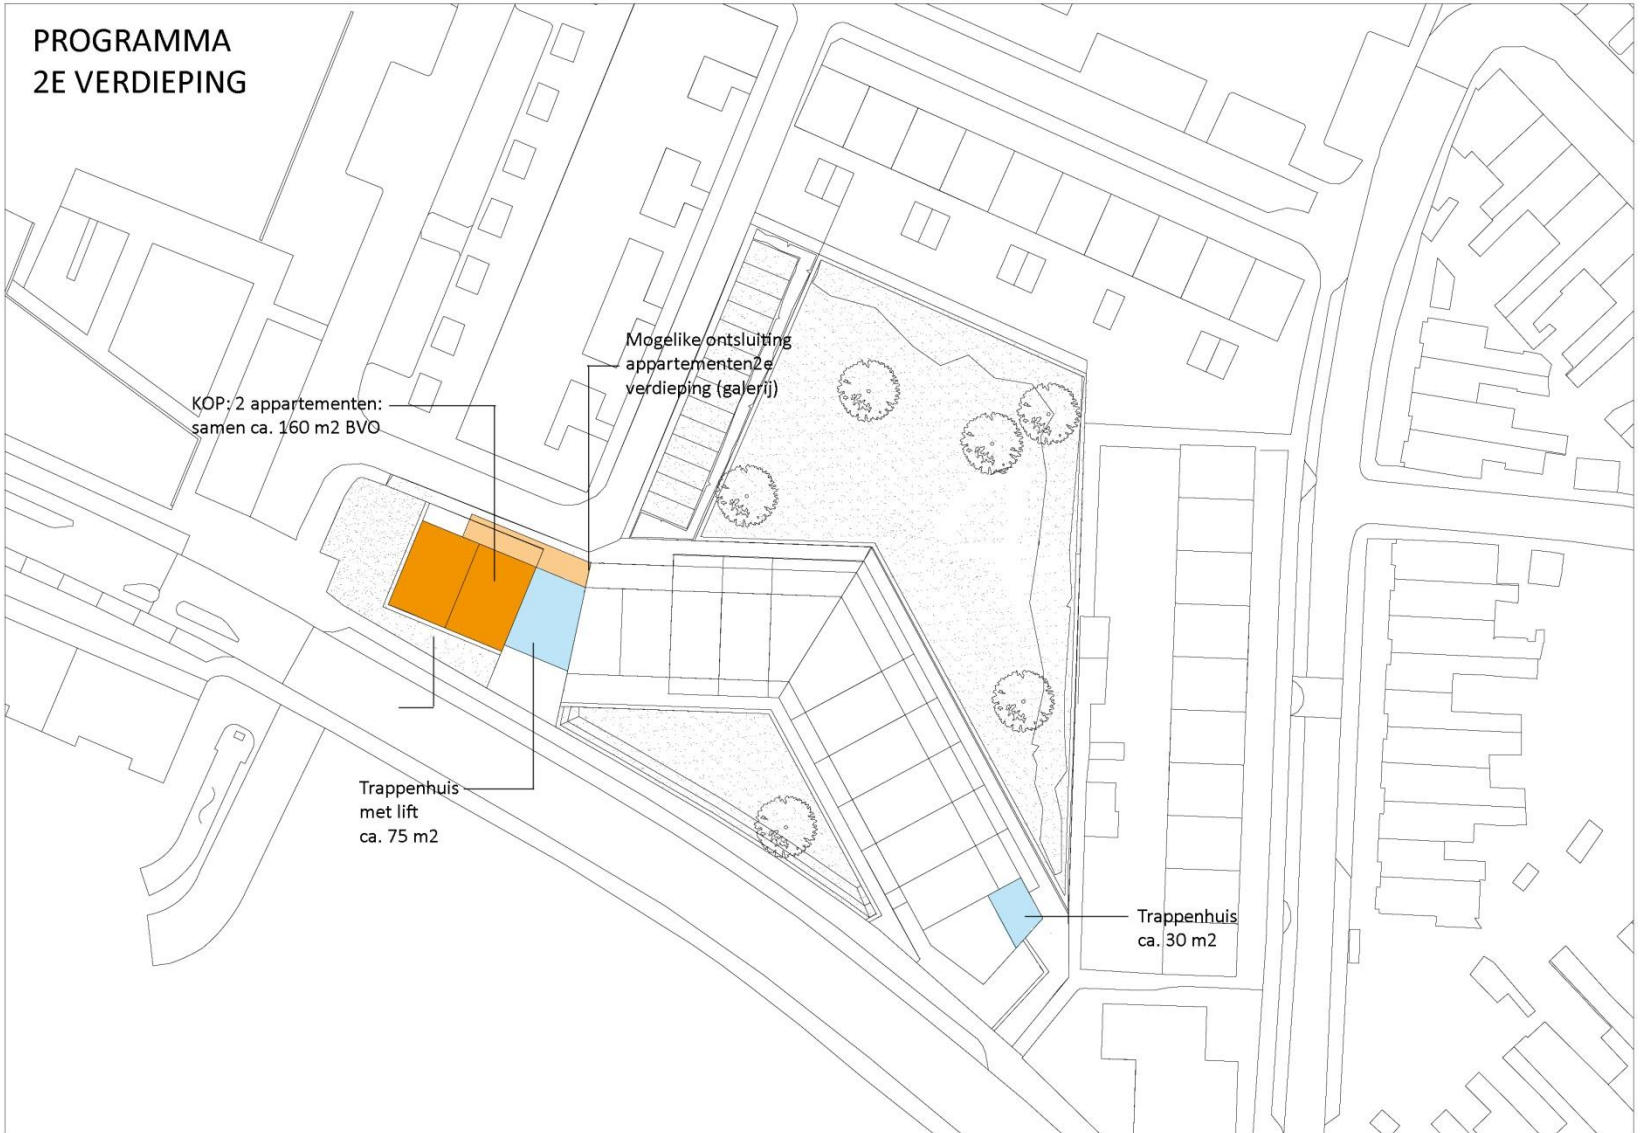 PROGRAMMA
2E VERDIEPING
Mogelike ontsluiting
appartementen2e
verdieping (galerij)
KOP: 2 appartementen:
samen ca. 160 m2 BVO
Trappenhuis
met lift
ca. 75 m2
Trappenhuis
ca. 30 m2